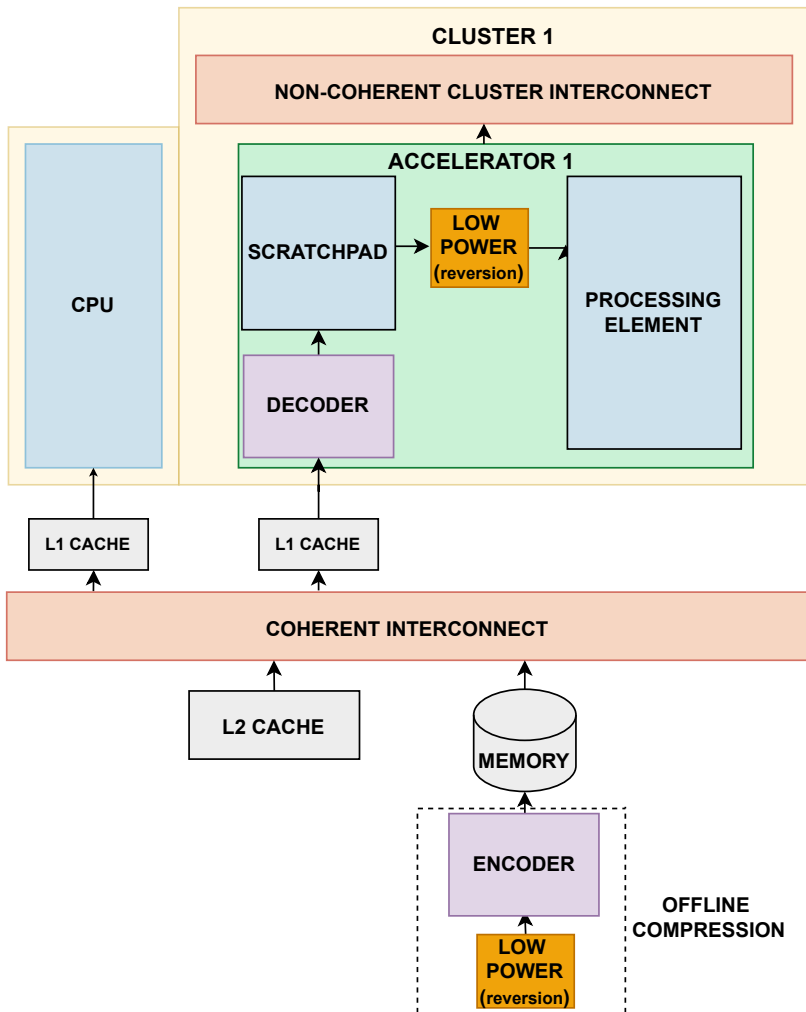 CLUSTER 1
NON-COHERENT CLUSTER INTERCONNECT
ACCELERATOR 1
CPU
SCRATCHPAD
LOW
POWER
(reversion)
PROCESSING
ELEMENT
DECODER
L1 CACHE
L1 CACHE
COHERENT INTERCONNECT
L2 CACHE
MEMORY
ENCODER
OFFLINE
COMPRESSION
LOW
POWER
(reversion)